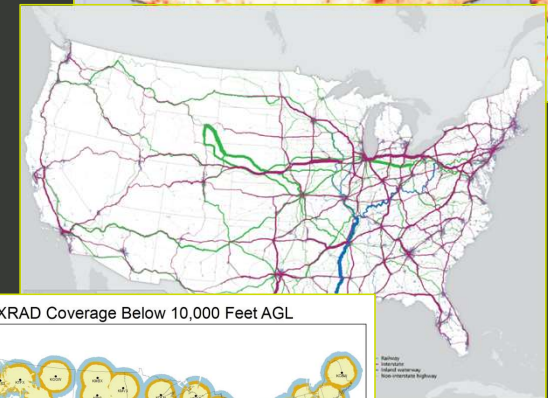 Railway
Interstate
Inland waterway
Non-interstate highway
XRAD Coverage Below 10,000 Feet AGL